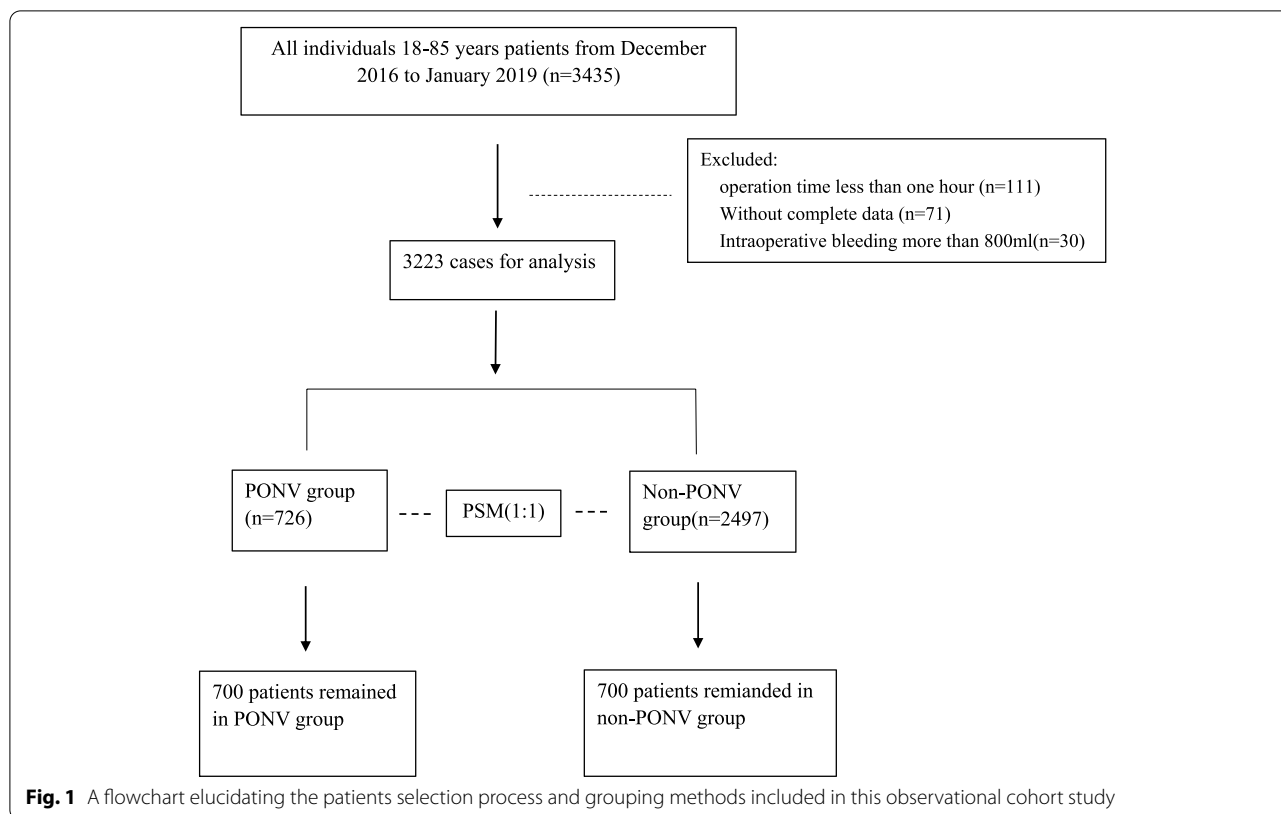 All individuals 18-85 years patients from December
2016 to January 2019 (n=3435)
Excluded:
operation time less than one hour (n=111)
Without complete data (n=71)
Intraoperative bleeding more than 800ml(n=30)
3223 cases for analysis
PONV group
(n=726)
PSM(1:1)
Non-PONV
group(n=2497)
700 patients remained
in PONV group
700 patients remianded in
non-PONV group
Fig. 1 A flowchart elucidating the patients selection process and grouping methods included in this observational cohort study